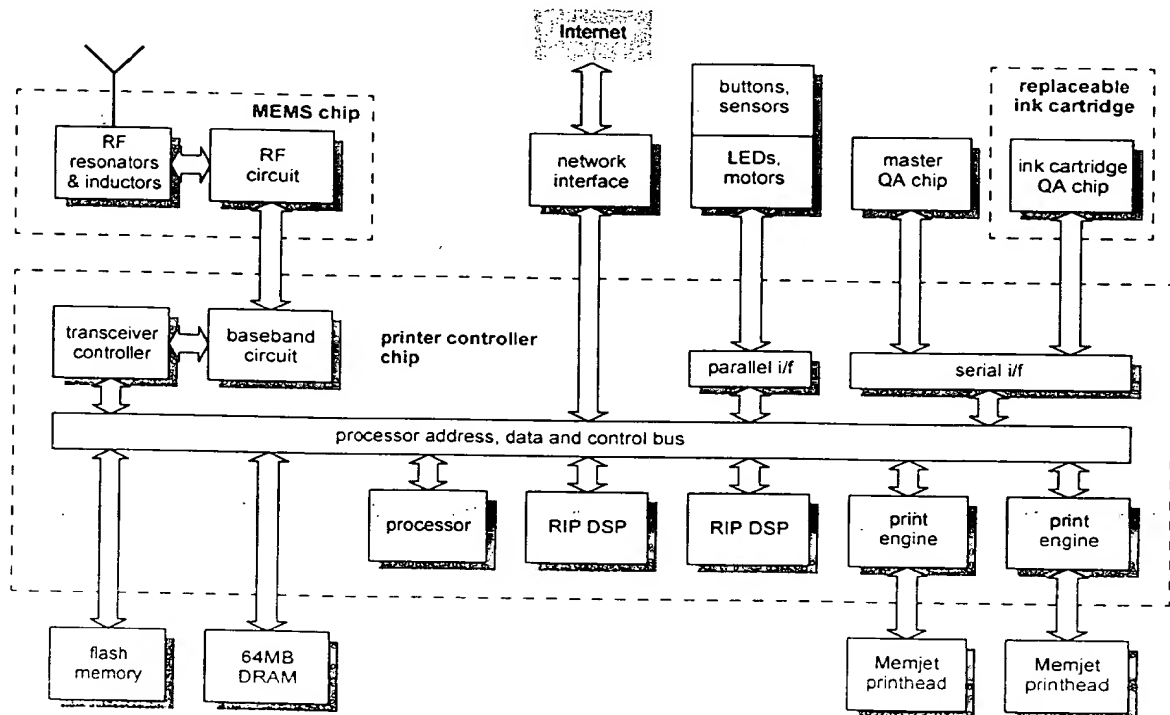 Internet
MEMS chip
RF
resonators
& inductors
RF
circuit
network
interface
buttons,
sensors
LEDs,
motors
master
QA chip
replaceable
ink cartridge
ink cartridge
QA chip
transceiver
controller
baseband
circuit
printer controller
chip
parallel i/f
serial i/f
processor address, data and control bus
processor
RIP DSP
RIP DSP
print
engine
print
engine
flash
memory
64MB
DRAM
Memjet
printhead
Memjet
printhead